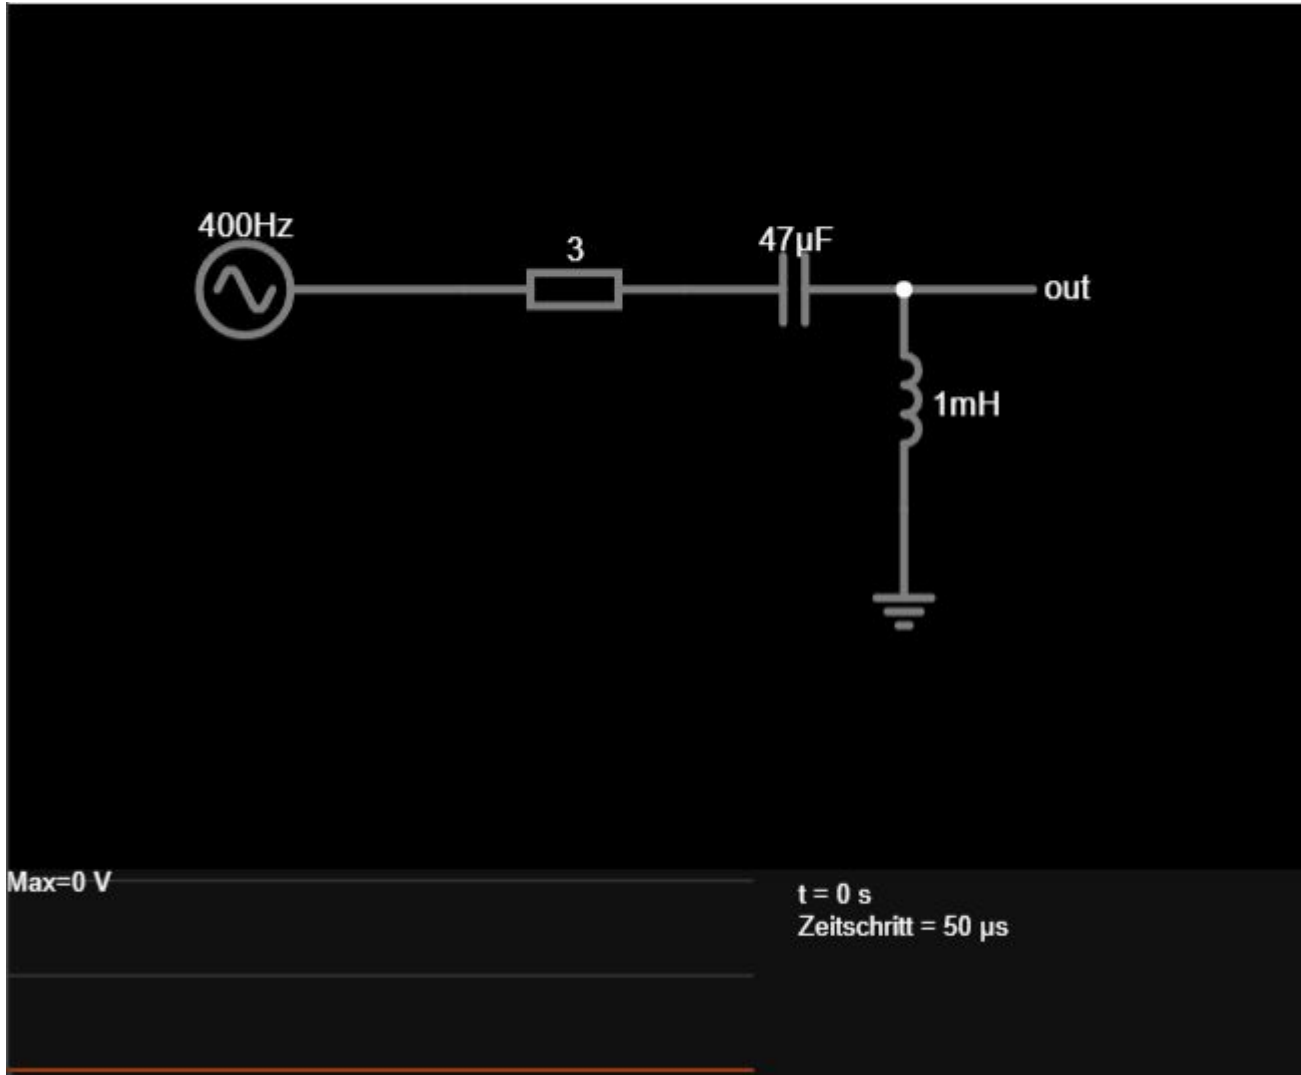 400Hz
3
47µF
out
1mH
Max=0 V
t = 0 s
Zeitschritt = 50 µs